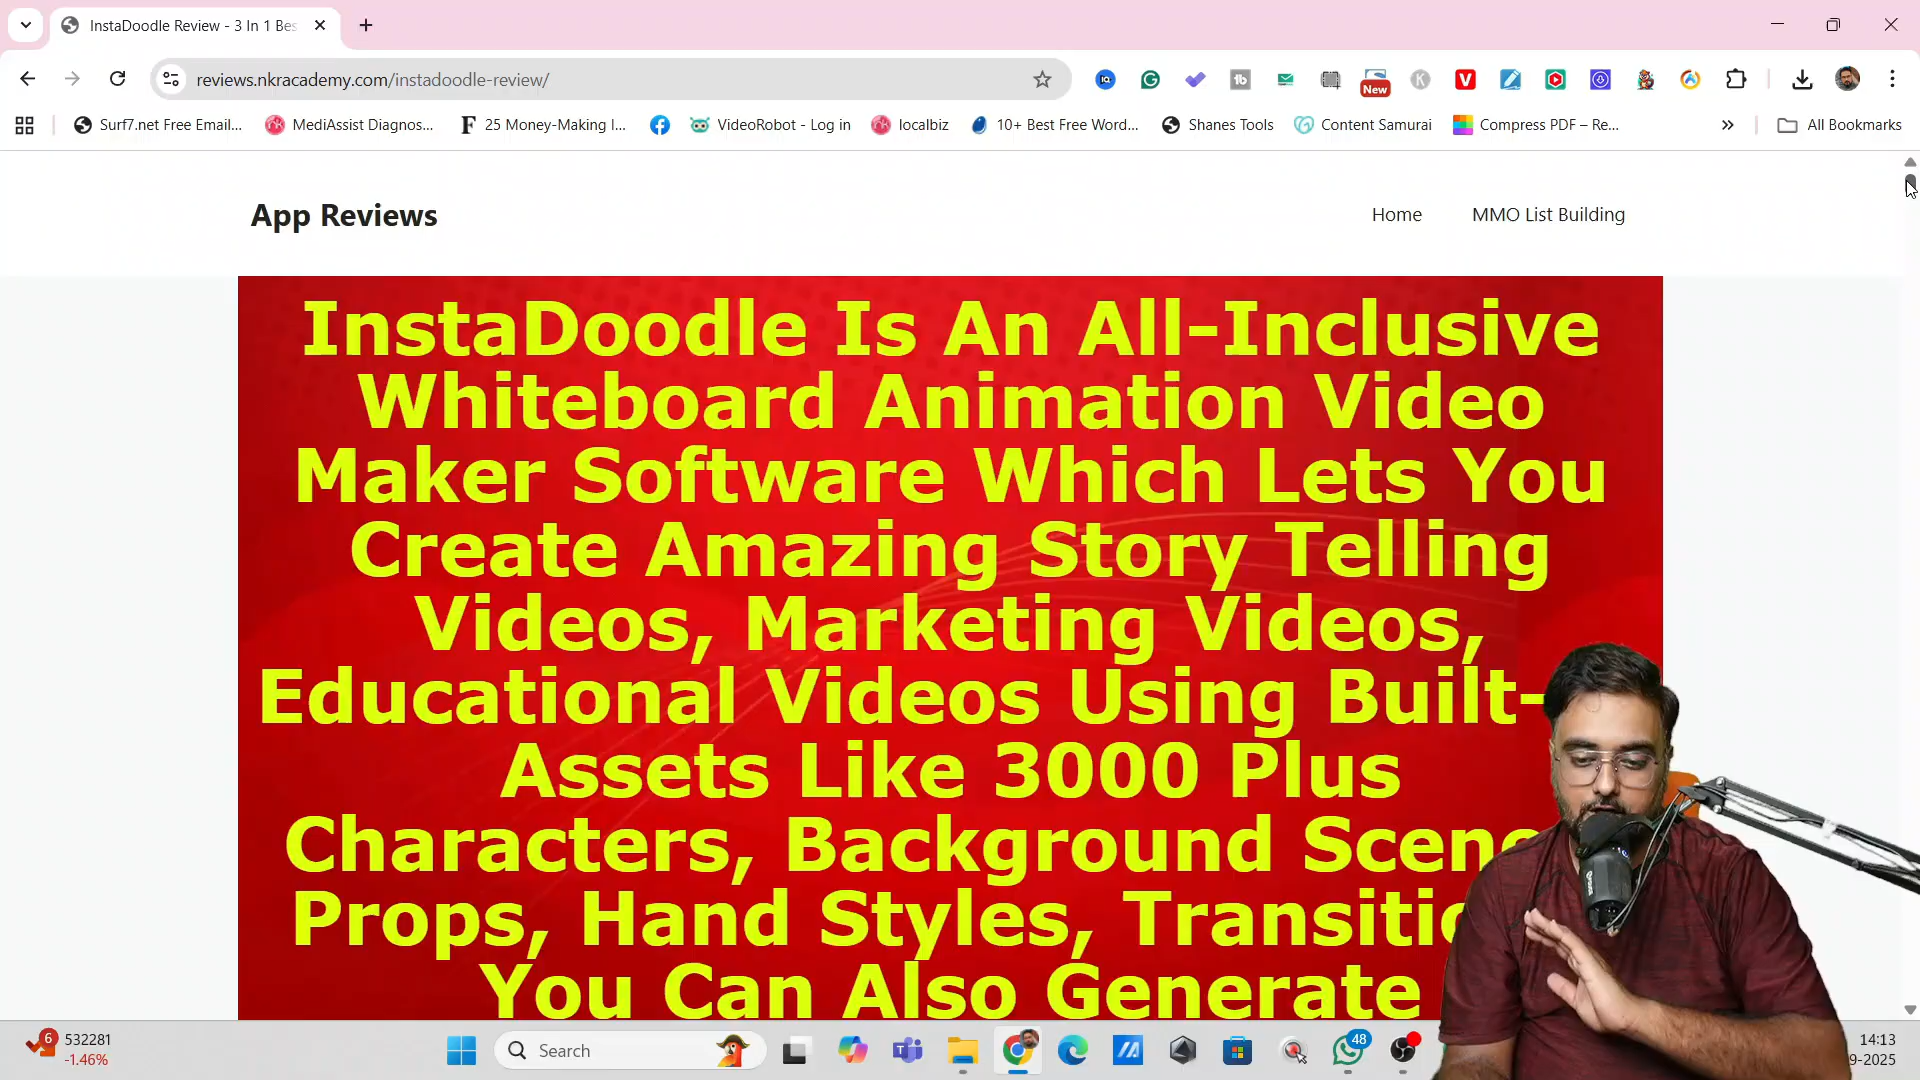 InstaDoodle Review - 3 In 1 Bes
reviews.nkracademy.com/instadoodle-review/
New
Surf7.net Free Email...
MediAssist Diagnos...
25 Money-Making I...
VideoRobot - Log in
localbiz
10+ Best Free Word...
Shanes Tools
Content Samurai
Compress PDF – Re...
All Bookmarks
App Reviews
Home
MMO List Building
InstaDoodle Is An All-Inclusive
Whiteboard Animation Video
Maker Software Which Lets You
Create Amazing Story Telling
Videos, Marketing Videos,
Educational Videos Using Built-
Assets Like 3000 Plus
Characters, Background Scene
Props, Hand Styles, Transitio
You Can Also Generate
6
532281
-1.46%
Search
48
14:13
9-2025